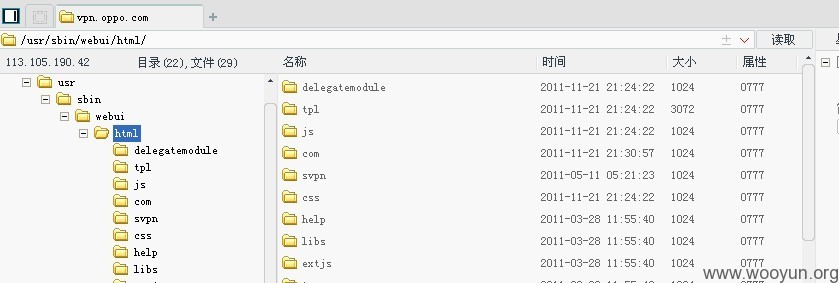 vpn.oppo.com
/usr/sbin/webui/html/ 读取
113.105.190.42 目录(22),文件(29) 名称 时间 大小 属性
usr
sbin
webui
html
delegatemodule
tpl
js
com
svpn
css
help
libs
delegatemodule 2011-11-21 21:24:22 1024 0777
tpl 2011-11-21 21:24:22 3072 0777
js 2011-11-21 21:24:22 1024 0777
com 2011-11-21 21:30:57 1024 0777
svpn 2011-05-11 05:21:23 1024 0777
css 2011-11-21 21:24:22 1024 0777
help 2011-03-28 11:55:40 1024 0777
libs 2011-03-28 11:55:40 1024 0777
extjs 2011-03-28 11:55:40 1024 0777
www.wooyun.org